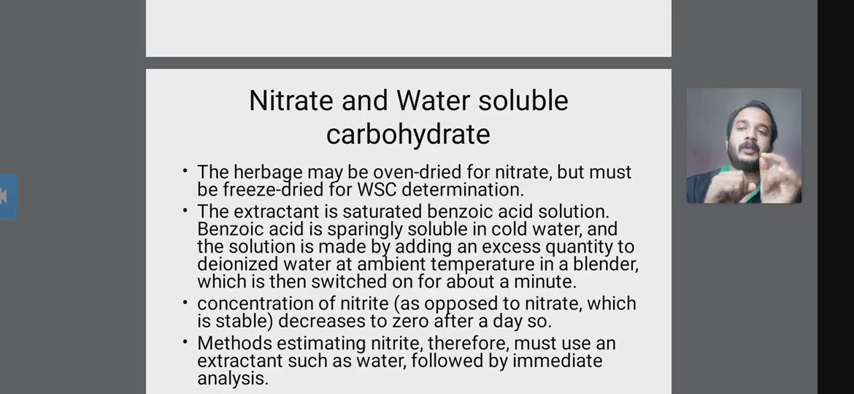 Nitrate and Water soluble
carbohydrate
• The herbage may be oven-dried for nitrate, but must
be freeze-dried for WSC determination.
• The extractant is saturated benzoic acid solution.
Benzoic acid is sparingly soluble in cold water, and
the solution is made by adding an excess quantity to
deionized water at ambient temperature in a blender,
which is then switched on for about a minute.
• concentration of nitrite (as opposed to nitrate, which
is stable) decreases to zero after a day so.
• Methods estimating nitrite, therefore, must use an
extractant such as water, followed by immediate
analysis.